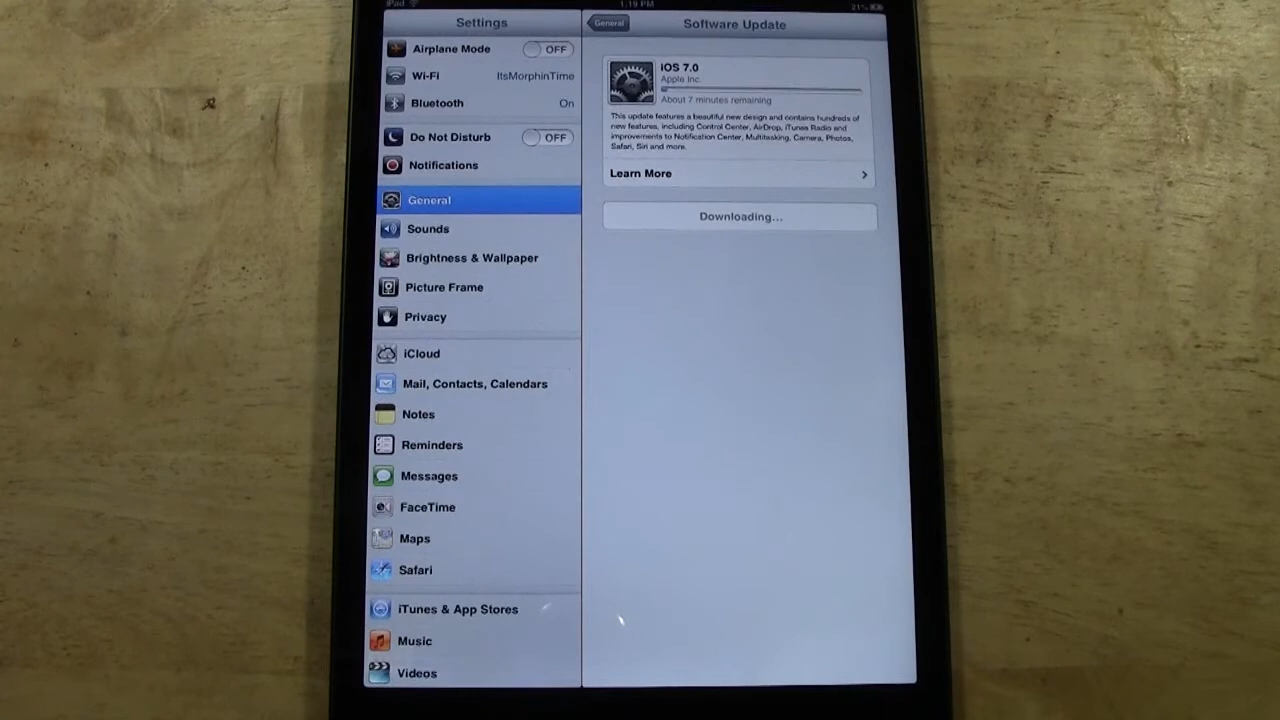 iPad 1:19 PM 21%
Settings
Airplane Mode OFF
Wi-Fi ItsMorphinTime
Bluetooth On
Do Not Disturb OFF
Notifications
General
Sounds
Brightness & Wallpaper
Picture Frame
Privacy
iCloud
Mail, Contacts, Calendars
Notes
Reminders
Messages
FaceTime
Maps
Safari
iTunes & App Stores
Music
Videos
General Software Update
iOS 7.0
Apple Inc.
About 7 minutes remaining
This update features a beautiful new design and contains hundreds of
new features, including Control Center, AirDrop, iTunes Radio and
improvements to Notification Center, Multitasking, Camera, Photos,
Safari, Siri and more.
Learn More
Downloading...